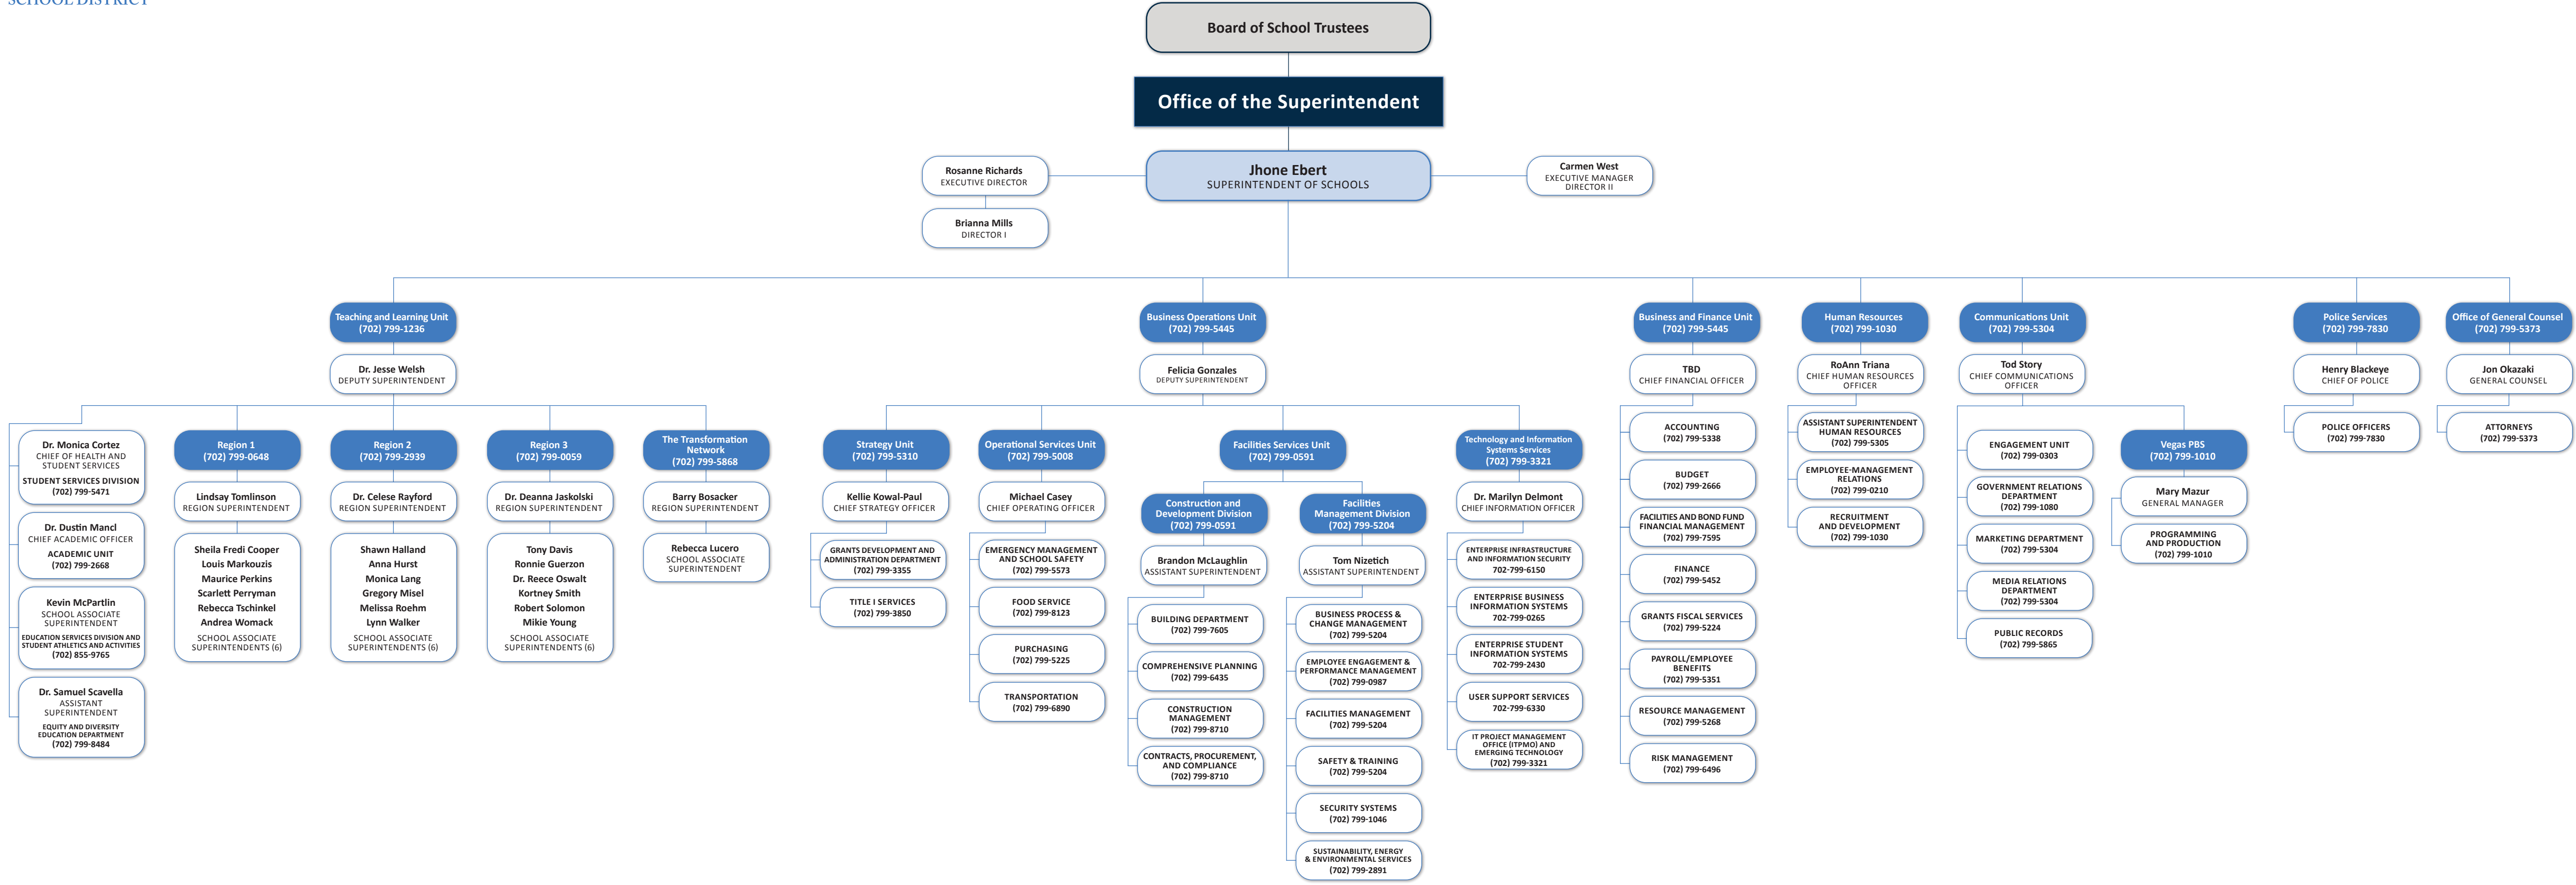 SCHOOL DISTRICT
Board of School Trustees
Office of the Superintendent
Jhone Ebert
SUPERINTENDENT OF SCHOOLS
Rosanne Richards
EXECUTIVE DIRECTOR
Brianna Mills
DIRECTOR I
Carmen West
EXECUTIVE MANAGER
DIRECTOR II
Teaching and Learning Unit
(702) 799-1236
Dr. Jesse Welsh
DEPUTY SUPERINTENDENT
Dr. Monica Cortez
CHIEF OF HEALTH AND
STUDENT SERVICES
STUDENT SERVICES DIVISION
(702) 799-5471
Dr. Dustin Mancl
CHIEF ACADEMIC OFFICER
ACADEMIC UNIT
(702) 799-2668
Kevin McPartlin
SCHOOL ASSOCIATE
SUPERINTENDENT
EDUCATION SERVICES DIVISION AND
STUDENT ATHLETICS AND ACTIVITIES
(702) 855-9765
Dr. Samuel Scavella
ASSISTANT
SUPERINTENDENT
EQUITY AND DIVERSITY
EDUCATION DEPARTMENT
(702) 799-8484
Region 1
(702) 799-0648
Lindsay Tomlinson
REGION SUPERINTENDENT
Sheila Fredi Cooper
Louis Markouzis
Maurice Perkins
Scarlett Perryman
Rebecca Tschinkel
Andrea Womack
SCHOOL ASSOCIATE
SUPERINTENDENTS (6)
Region 2
(702) 799-2939
Dr. Celese Rayford
REGION SUPERINTENDENT
Shawn Halland
Anna Hurst
Monica Lang
Gregory Misel
Melissa Roehm
Lynn Walker
SCHOOL ASSOCIATE
SUPERINTENDENTS (6)
Region 3
(702) 799-0059
Dr. Deanna Jaskolski
REGION SUPERINTENDENT
Tony Davis
Ronnie Guerzon
Dr. Reece Oswalt
Kortney Smith
Robert Solomon
Mikie Young
SCHOOL ASSOCIATE
SUPERINTENDENTS (6)
The Transformation
Network
(702) 799-5868
Barry Bosacker
REGION SUPERINTENDENT
Rebecca Lucero
SCHOOL ASSOCIATE
SUPERINTENDENT
Business Operations Unit
(702) 799-5445
Felicia Gonzales
DEPUTY SUPERINTENDENT
Strategy Unit
(702) 799-5310
Kellie Kowal-Paul
CHIEF STRATEGY OFFICER
GRANTS DEVELOPMENT AND
ADMINISTRATION DEPARTMENT
(702) 799-3355
TITLE I SERVICES
(702) 799-3850
Operational Services Unit
(702) 799-5008
Michael Casey
CHIEF OPERATING OFFICER
EMERGENCY MANAGEMENT
AND SCHOOL SAFETY
(702) 799-5573
FOOD SERVICE
(702) 799-8123
PURCHASING
(702) 799-5225
TRANSPORTATION
(702) 799-6890
Facilities Services Unit
(702) 799-0591
Construction and
Development Division
(702) 799-0591
Brandon McLaughlin
ASSISTANT SUPERINTENDENT
BUILDING DEPARTMENT
(702) 799-7605
COMPREHENSIVE PLANNING
(702) 799-6435
CONSTRUCTION
MANAGEMENT
(702) 799-8710
CONTRACTS, PROCUREMENT,
AND COMPLIANCE
(702) 799-8710
Facilities
Management Division
(702) 799-5204
Tom Nizetich
ASSISTANT SUPERINTENDENT
BUSINESS PROCESS &
CHANGE MANAGEMENT
(702) 799-5204
EMPLOYEE ENGAGEMENT &
PERFORMANCE MANAGEMENT
(702) 799-0987
FACILITIES MANAGEMENT
(702) 799-5204
SAFETY & TRAINING
(702) 799-5204
SECURITY SYSTEMS
(702) 799-1046
SUSTAINABILITY, ENERGY
& ENVIRONMENTAL SERVICES
(702) 799-2891
Technology and Information
Systems Services
(702) 799-3321
Dr. Marilyn Delmont
CHIEF INFORMATION OFFICER
ENTERPRISE INFRASTRUCTURE
AND INFORMATION SECURITY
702-799-6150
ENTERPRISE BUSINESS
INFORMATION SYSTEMS
702-799-0265
ENTERPRISE STUDENT
INFORMATION SYSTEMS
702-799-2430
USER SUPPORT SERVICES
702-799-6330
IT PROJECT MANAGEMENT
OFFICE (ITPMO) AND
EMERGING TECHNOLOGY
(702) 799-3321
Business and Finance Unit
(702) 799-5445
TBD
CHIEF FINANCIAL OFFICER
ACCOUNTING
(702) 799-5338
BUDGET
(702) 799-2666
FACILITIES AND BOND FUND
FINANCIAL MANAGEMENT
(702) 799-7595
FINANCE
(702) 799-5452
GRANTS FISCAL SERVICES
(702) 799-5224
PAYROLL/EMPLOYEE
BENEFITS
(702) 799-5351
RESOURCE MANAGEMENT
(702) 799-5268
RISK MANAGEMENT
(702) 799-6496
Human Resources
(702) 799-1030
RoAnn Triana
CHIEF HUMAN RESOURCES
OFFICER
ASSISTANT SUPERINTENDENT
HUMAN RESOURCES
(702) 799-5305
EMPLOYEE-MANAGEMENT
RELATIONS
(702) 799-0210
RECRUITMENT
AND DEVELOPMENT
(702) 799-1030
Communications Unit
(702) 799-5304
Tod Story
CHIEF COMMUNICATIONS
OFFICER
ENGAGEMENT UNIT
(702) 799-0303
GOVERNMENT RELATIONS
DEPARTMENT
(702) 799-1080
MARKETING DEPARTMENT
(702) 799-5304
MEDIA RELATIONS
DEPARTMENT
(702) 799-5304
PUBLIC RECORDS
(702) 799-5865
Vegas PBS
(702) 799-1010
Mary Mazur
GENERAL MANAGER
PROGRAMMING
AND PRODUCTION
(702) 799-1010
Police Services
(702) 799-7830
Henry Blackeye
CHIEF OF POLICE
POLICE OFFICERS
(702) 799-7830
Office of General Counsel
(702) 799-5373
Jon Okazaki
GENERAL COUNSEL
ATTORNEYS
(702) 799-5373